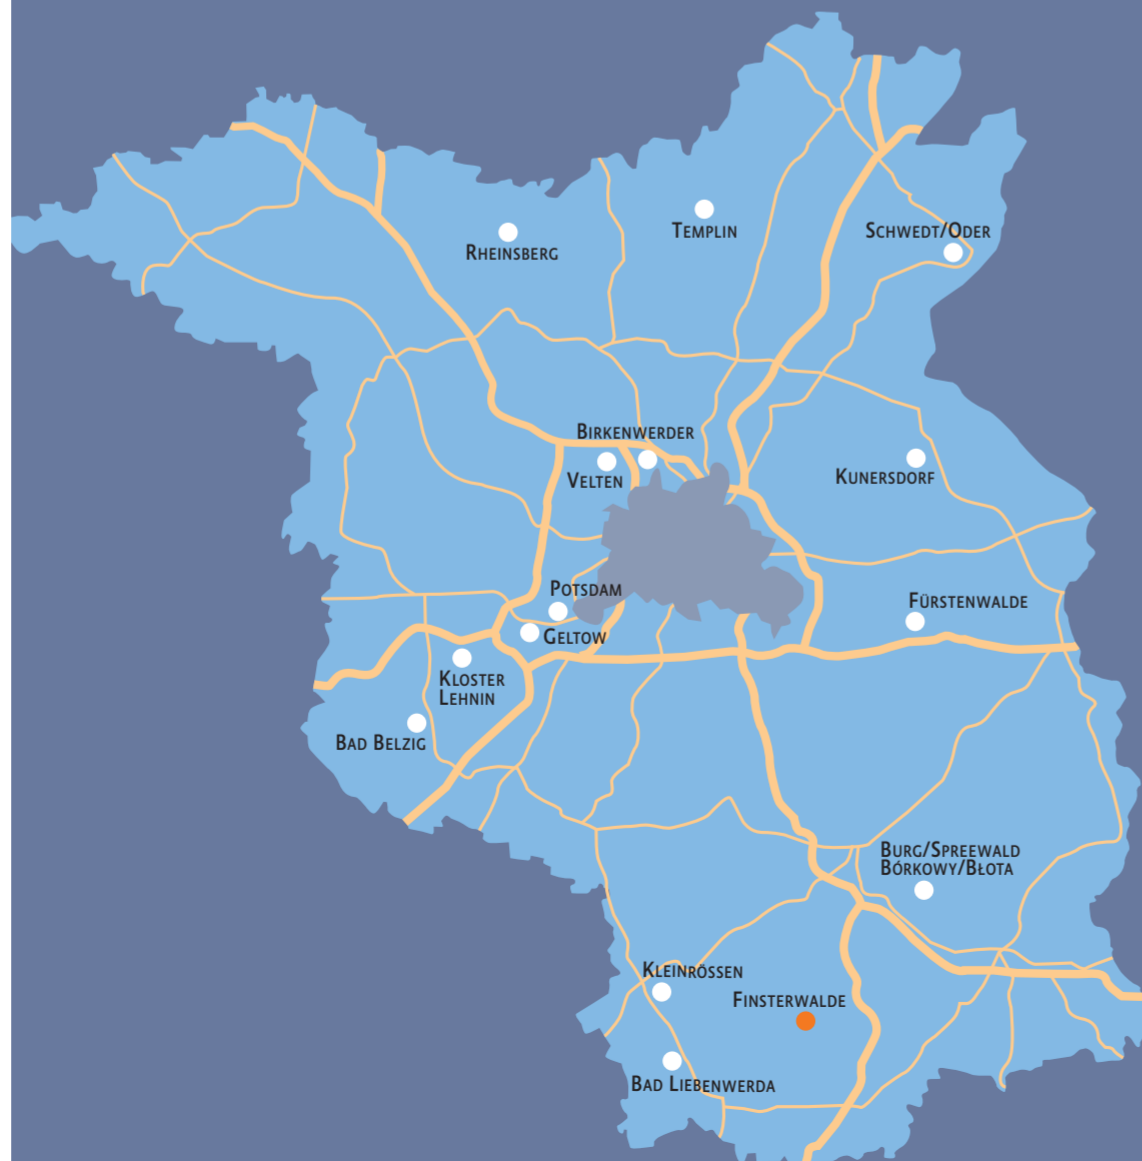 Templin
Schwedt/Oder
Rheinsberg
Birkenwerder
Velten
Kunersdorf
Potsdam
Fürstenwalde
Geltow
Kloster
Lehnin
Bad Belzig
Burg/Spreewald
Bórkowy/Błota
Kleinrössen
Finsterwalde
Bad Liebenwerda